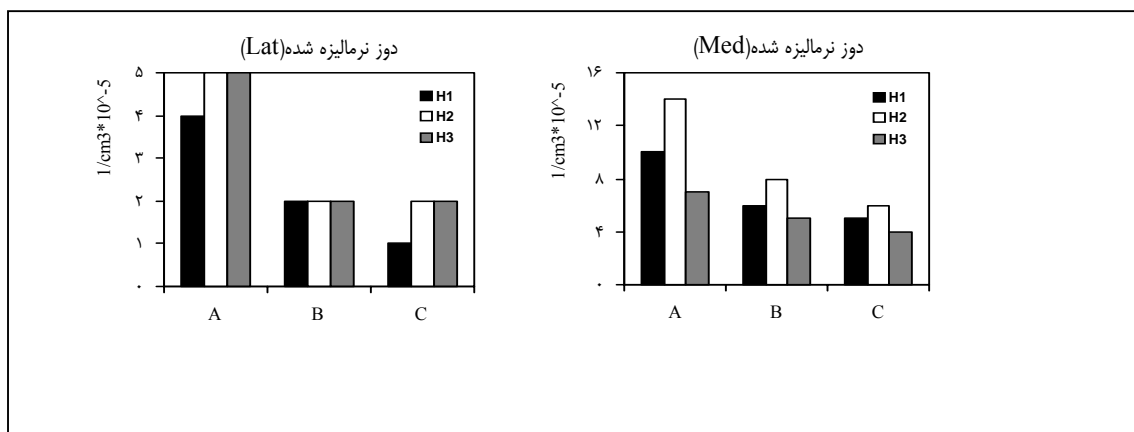 دوز نرمالیزه شده(Lat)
1/cm3*10^-5
۵
۴
۳
۲
۱
۰
H1
H2
H3
A B C
دوز نرمالیزه شده(Med)
1/cm3*10^-5
۱۶
۱۲
۸
۴
۰
H1
H2
H3
A B C